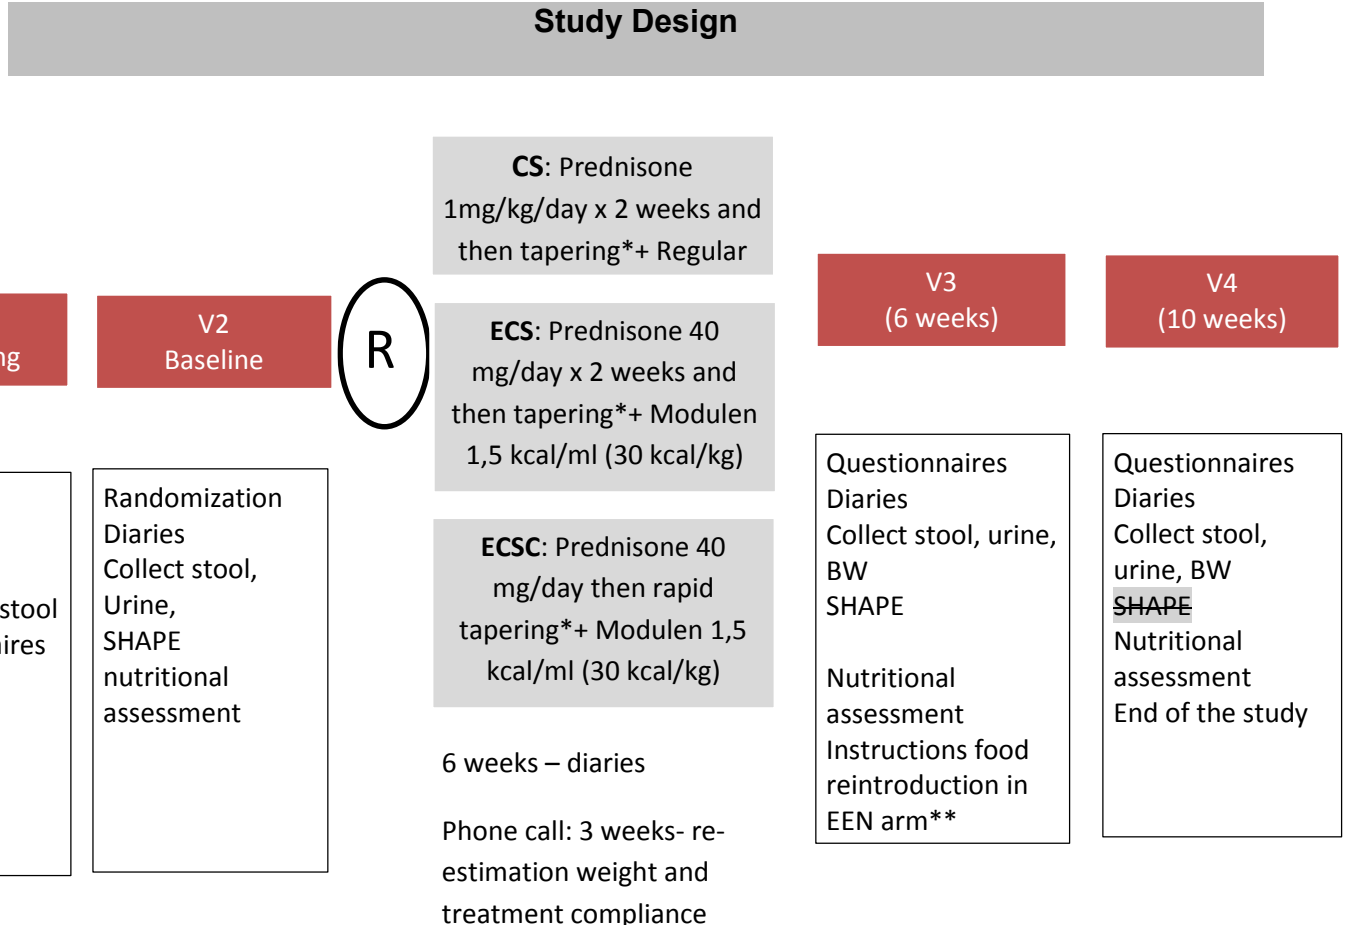 Study Design
ng
stool
ires
V2
Baseline
Randomization
Diaries
Collect stool,
Urine,
SHAPE
nutritional
assessment
R
CS: Prednisone
1mg/kg/day x 2 weeks and
then tapering*+ Regular
ECS: Prednisone 40
mg/day x 2 weeks and
then tapering*+ Modulen
1,5 kcal/ml (30 kcal/kg)
ECSC: Prednisone 40
mg/day then rapid
tapering*+ Modulen 1,5
kcal/ml (30 kcal/kg)
6 weeks – diaries
Phone call: 3 weeks- re-
estimation weight and
treatment compliance
V3
(6 weeks)
Questionnaires
Diaries
Collect stool, urine,
BW
SHAPE
Nutritional
assessment
Instructions food
reintroduction in
EEN arm**
V4
(10 weeks)
Questionnaires
Diaries
Collect stool,
urine, BW
SHAPE
Nutritional
assessment
End of the study